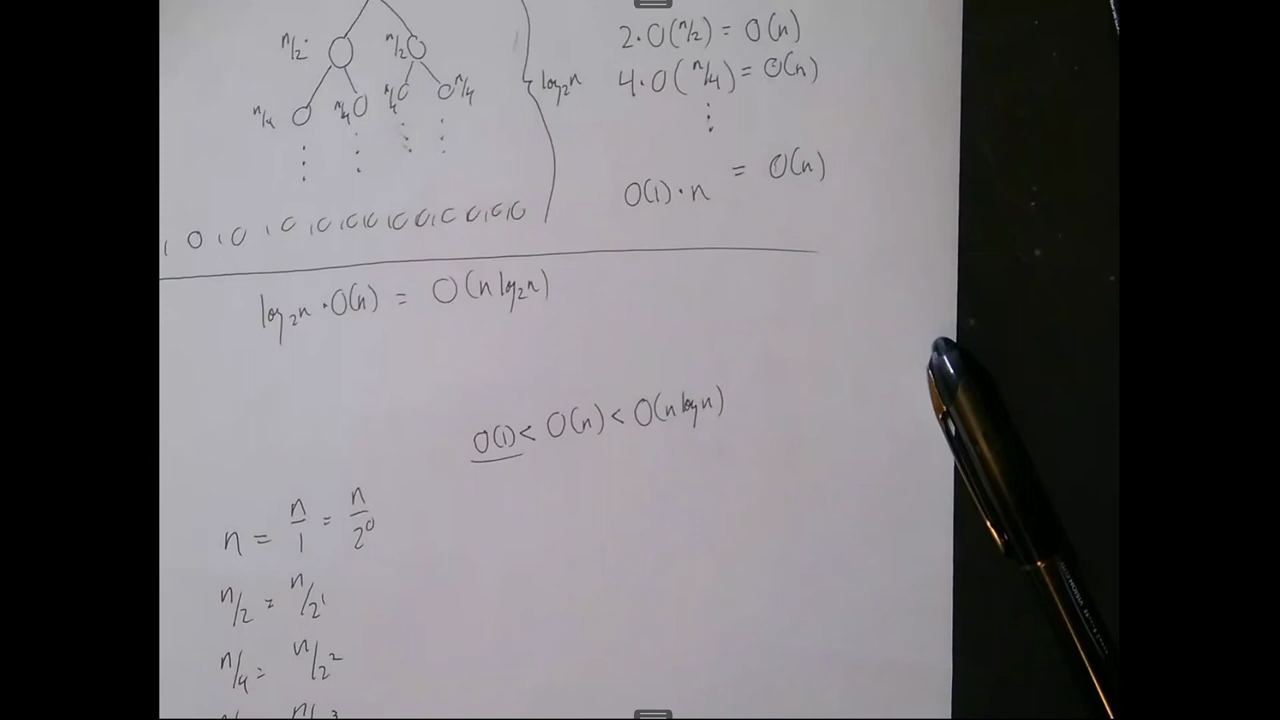 n/2 n/2
n/4 n/4 n/4 n/4
log₂n
2·O(n/2) = O(n)
4·O(n/4) = O(n)
O(1)·n = O(n)
log₂n · O(n) = O(n log₂n)
O(1) < O(n) < O(n log n)
n = n/1 = n/2⁰
n/2 = n/2¹
n/4 = n/2²